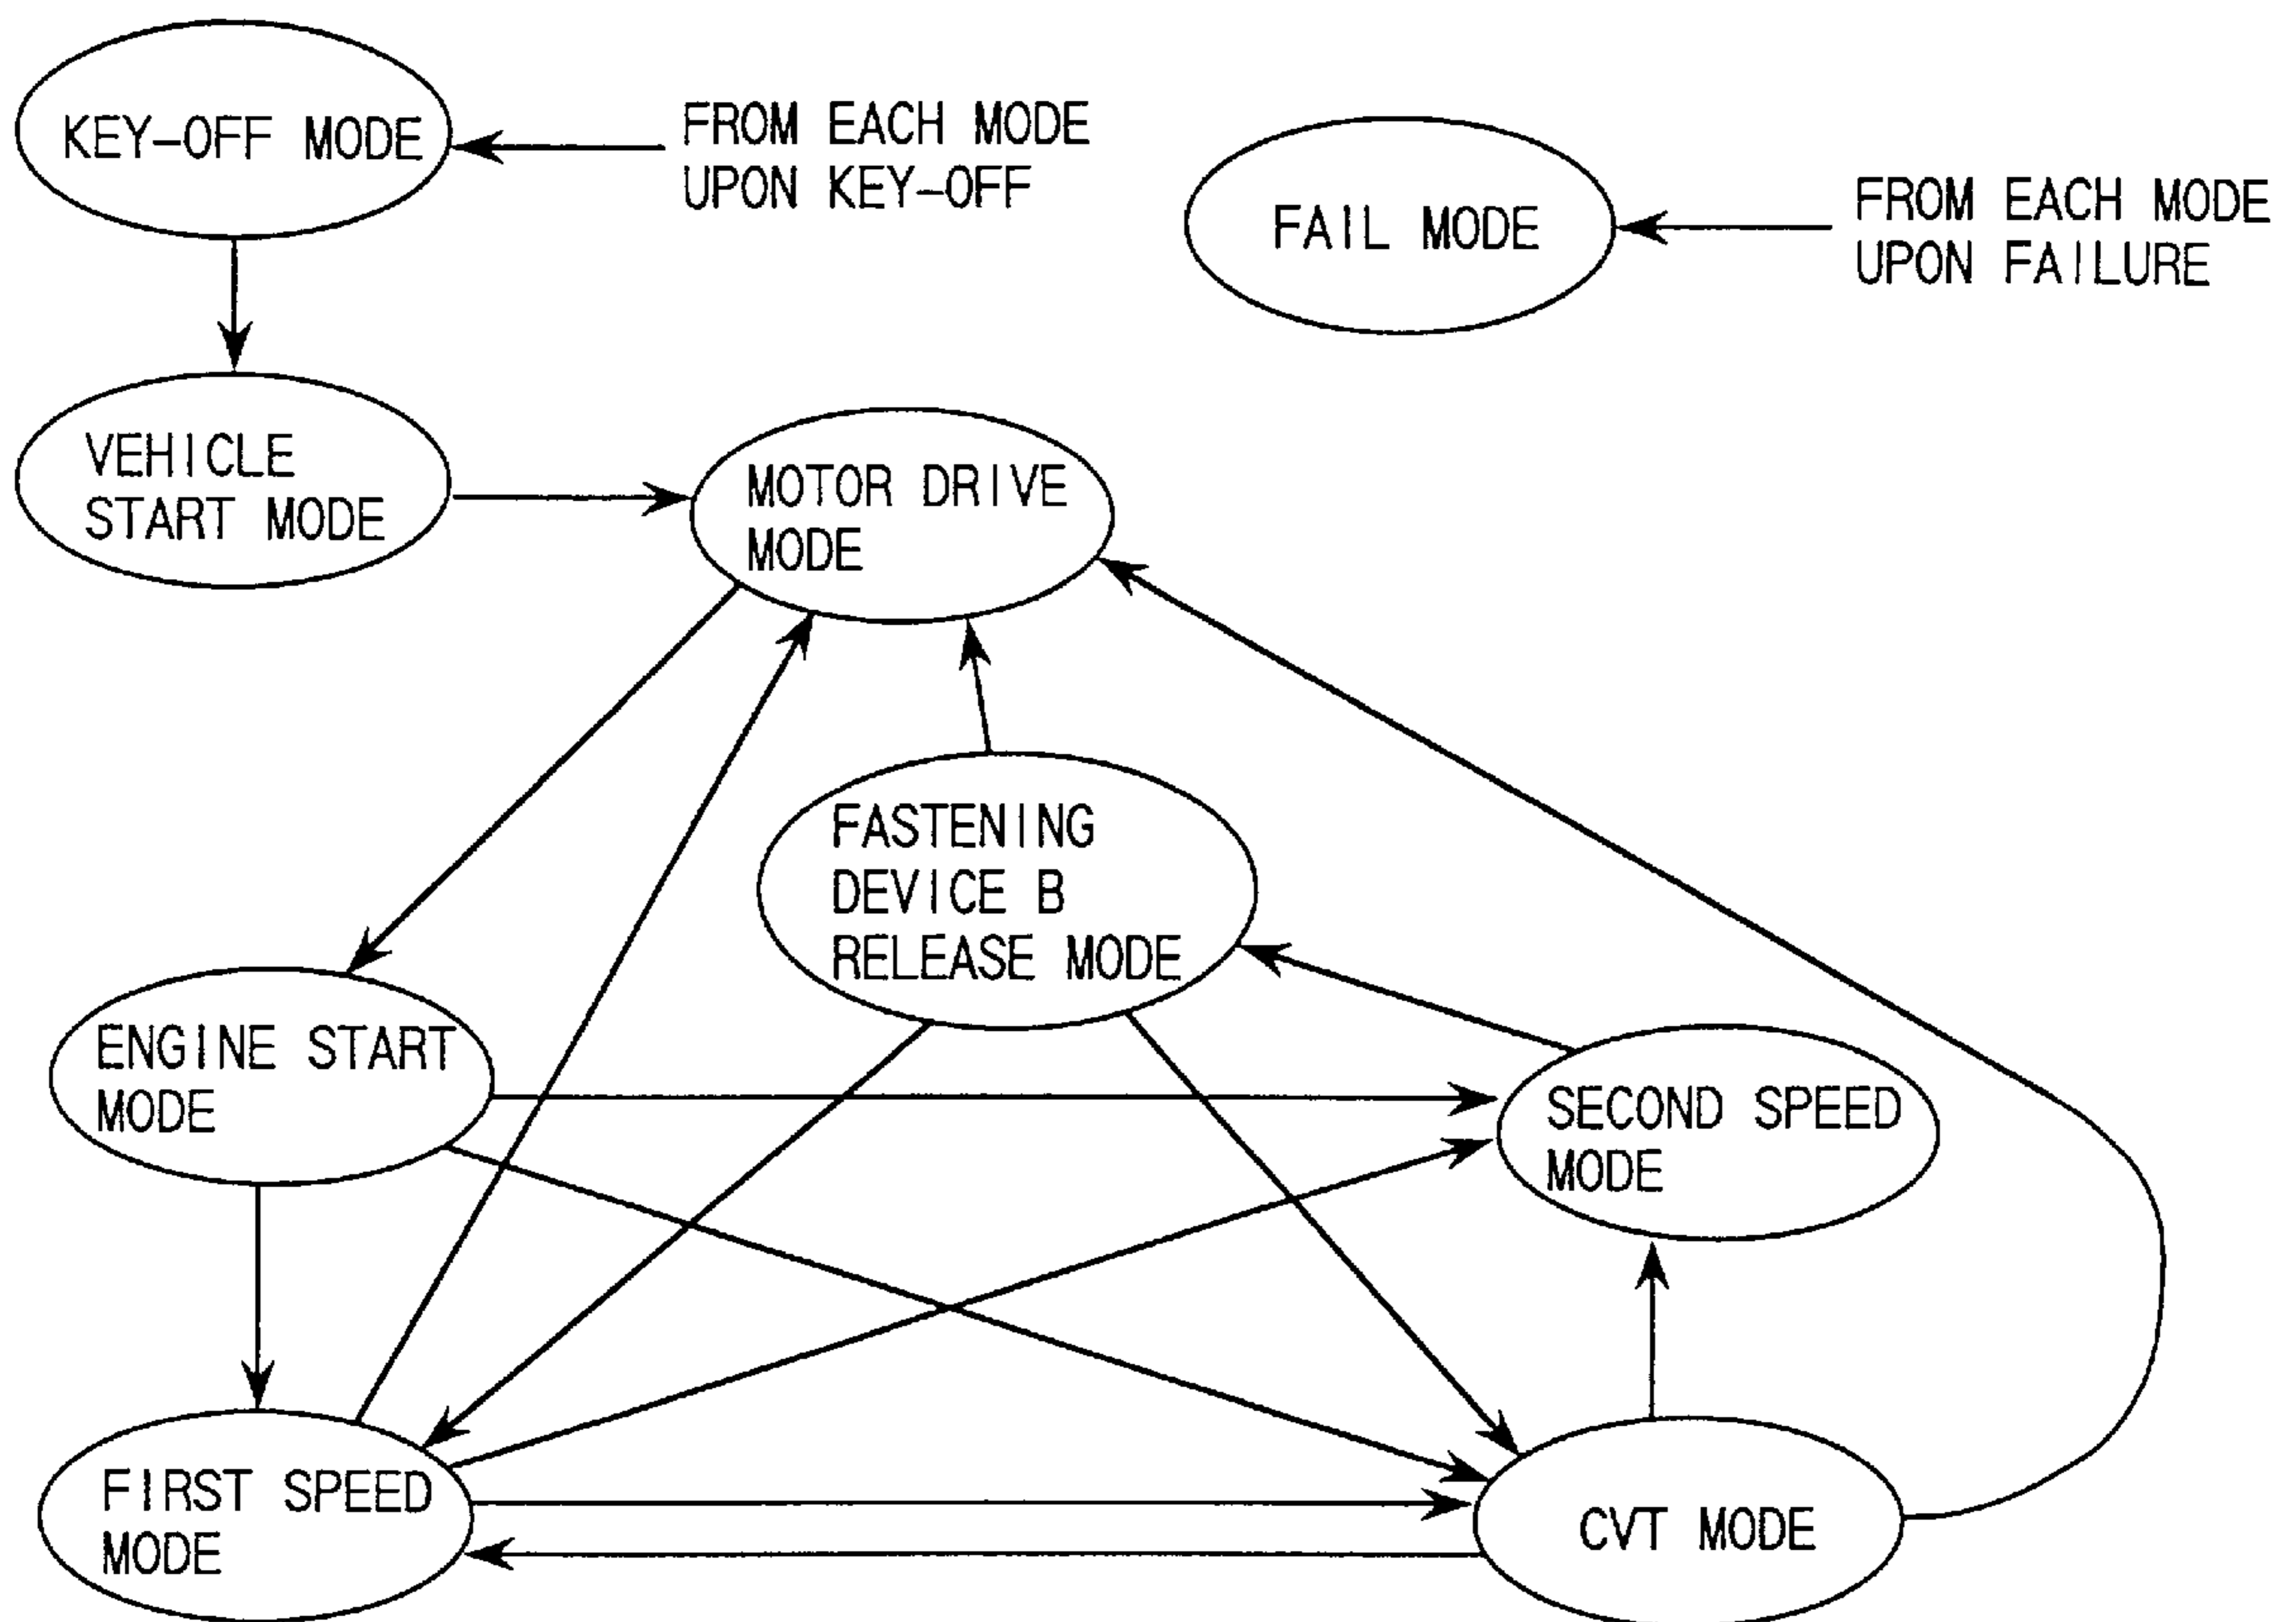 KEY-OFF MODE
FROM EACH MODE
UPON KEY-OFF
FAIL MODE
FROM EACH MODE
UPON FAILURE
VEHICLE
START MODE
MOTOR DRIVE
MODE
FASTENING
DEVICE B
RELEASE MODE
ENGINE START
MODE
SECOND SPEED
MODE
FIRST SPEED
MODE
CVT MODE